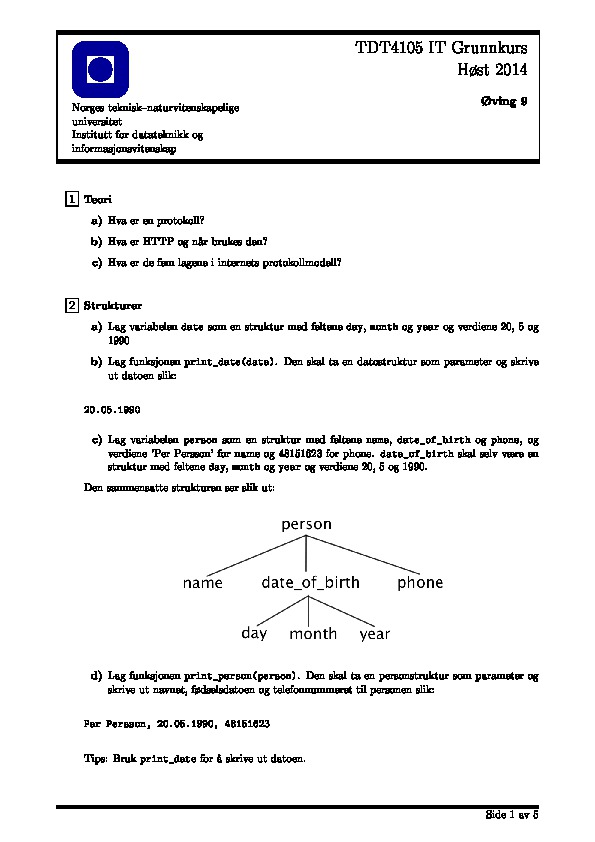 TDT4105 IT Grunnkurs
Høst 2014
Øving 9
Norges teknisk–naturvitenskapelige
universitet
Institutt for datateknikk og
informasjonsvitenskap
1 Teori
a) Hva er en protokoll?
b) Hva er HTTP og når brukes den?
c) Hva er de fem lagene i internets protokollmodell?
2 Strukturer
a) Lag variabelen date som en struktur med feltene day, month og year og verdiene 20, 5 og
1990
b) Lag funksjonen print_date(date). Den skal ta en datostruktur som parameter og skrive
ut datoen slik:
20.05.1990
c) Lag variabelen person som en struktur med feltene name, date_of_birth og phone, og
verdiene 'Per Persson' for name og 48151623 for phone. date_of_birth skal selv være en
struktur med feltene day, month og year og verdiene 20, 5 og 1990.
Den sammensatte strukturen ser slik ut:
person
name date_of_birth phone
day month year
d) Lag funksjonen print_person(person). Den skal ta en personstruktur som parameter og
skrive ut navnet, fødselsdatoen og telefonnummeret til personen slik:
Per Persson, 20.05.1990, 48151623
Tips: Bruk print_date for å skrive ut datoen.
Side 1 av 5